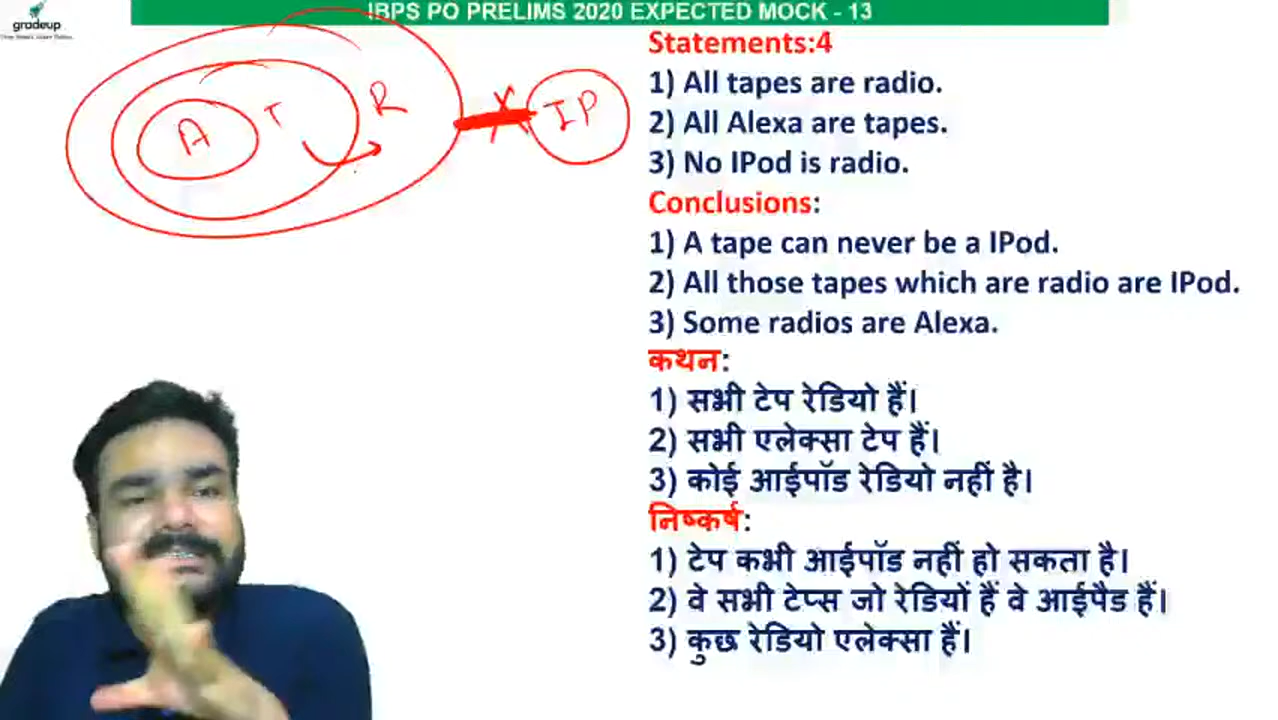 gradeup
IBPS PO PRELIMS 2020 EXPECTED MOCK - 13
A T R IP
Statements:4
1) All tapes are radio.
2) All Alexa are tapes.
3) No IPod is radio.
Conclusions:
1) A tape can never be a IPod.
2) All those tapes which are radio are IPod.
3) Some radios are Alexa.
कथन:
1) सभी टेप रेडियो हैं।
2) सभी एलेक्सा टेप हैं।
3) कोई आईपॉड रेडियो नहीं है।
निष्कर्ष:
1) टेप कभी आईपॉड नहीं हो सकता है।
2) वे सभी टेप्स जो रेडियों हैं वे आईपैड हैं।
3) कुछ रेडियो एलेक्सा हैं।